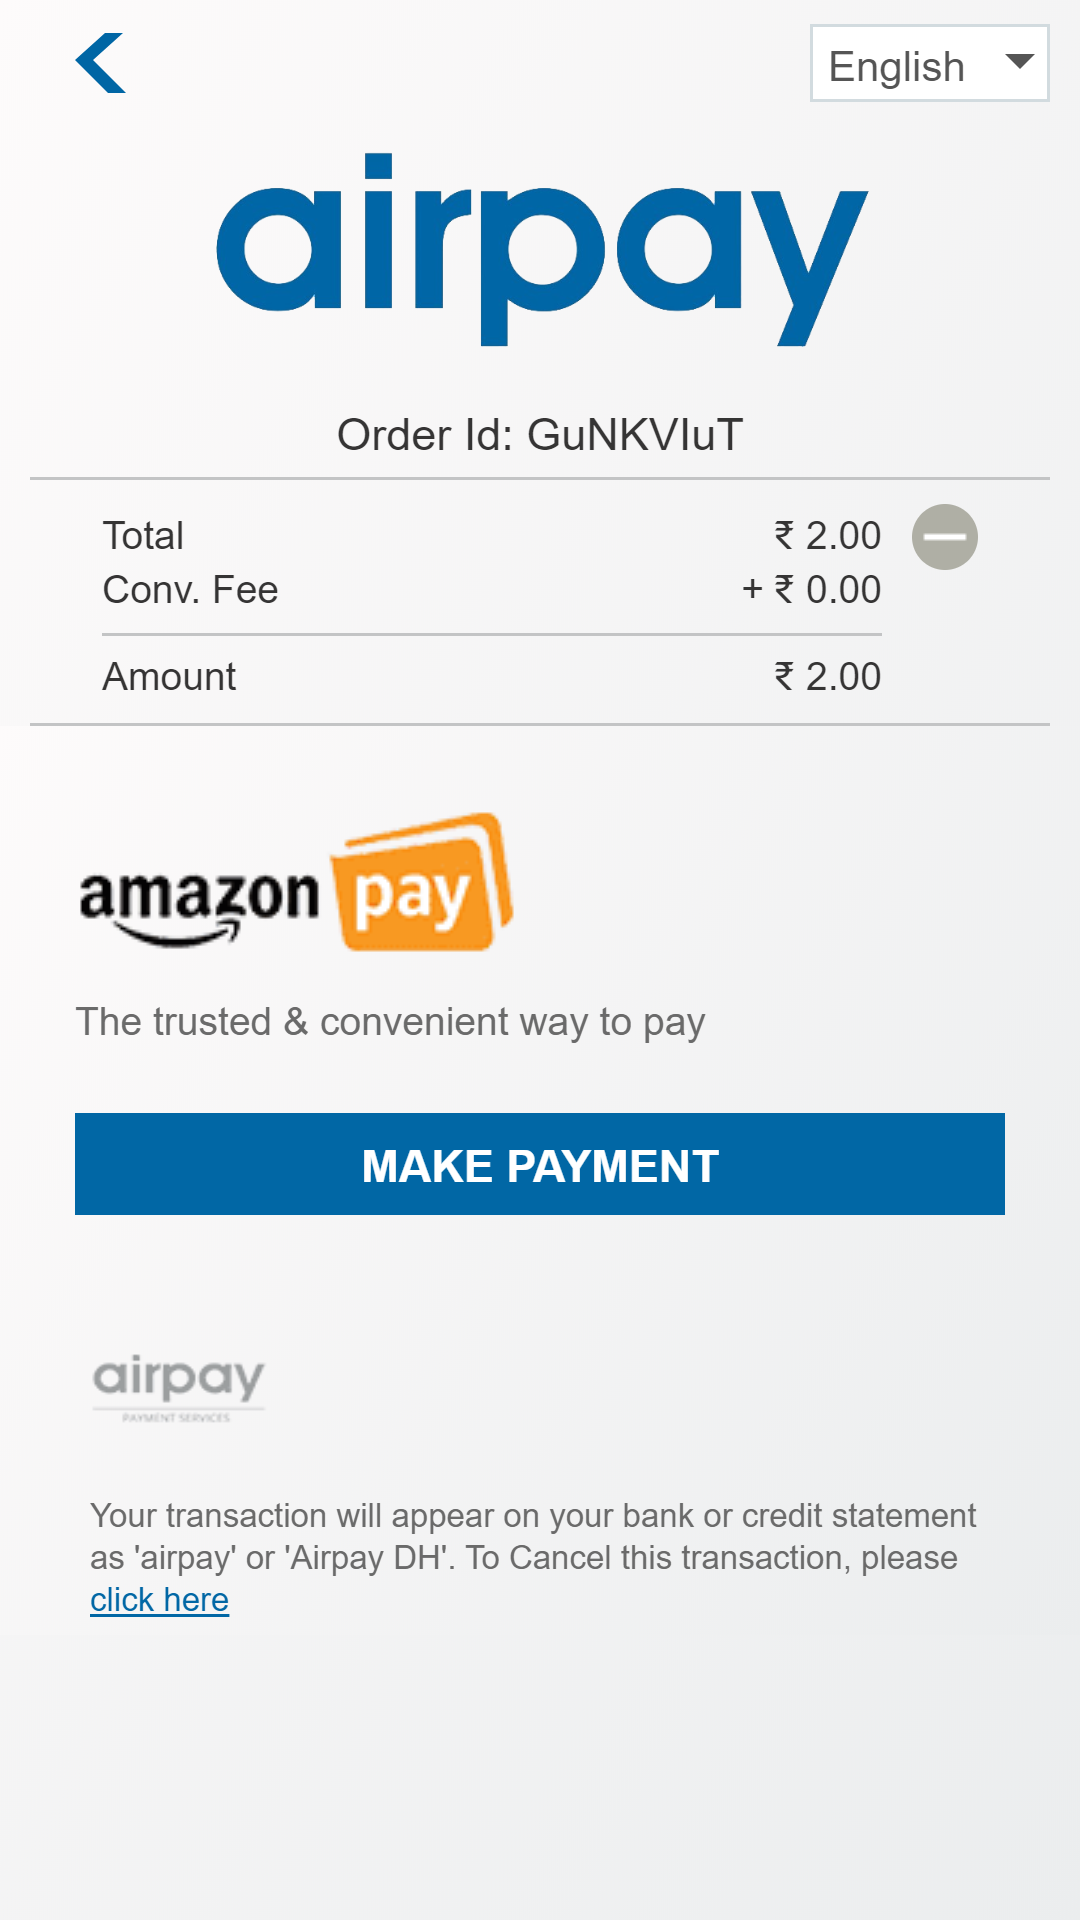 English
airpay
Order Id: GuNKVIuT
Total ₹ 2.00
Conv. Fee + ₹ 0.00
Amount ₹ 2.00
amazon pay
The trusted & convenient way to pay
MAKE PAYMENT
airpay
PAYMENT SERVICES
Your transaction will appear on your bank or credit statement
as 'airpay' or 'Airpay DH'. To Cancel this transaction, please
click here